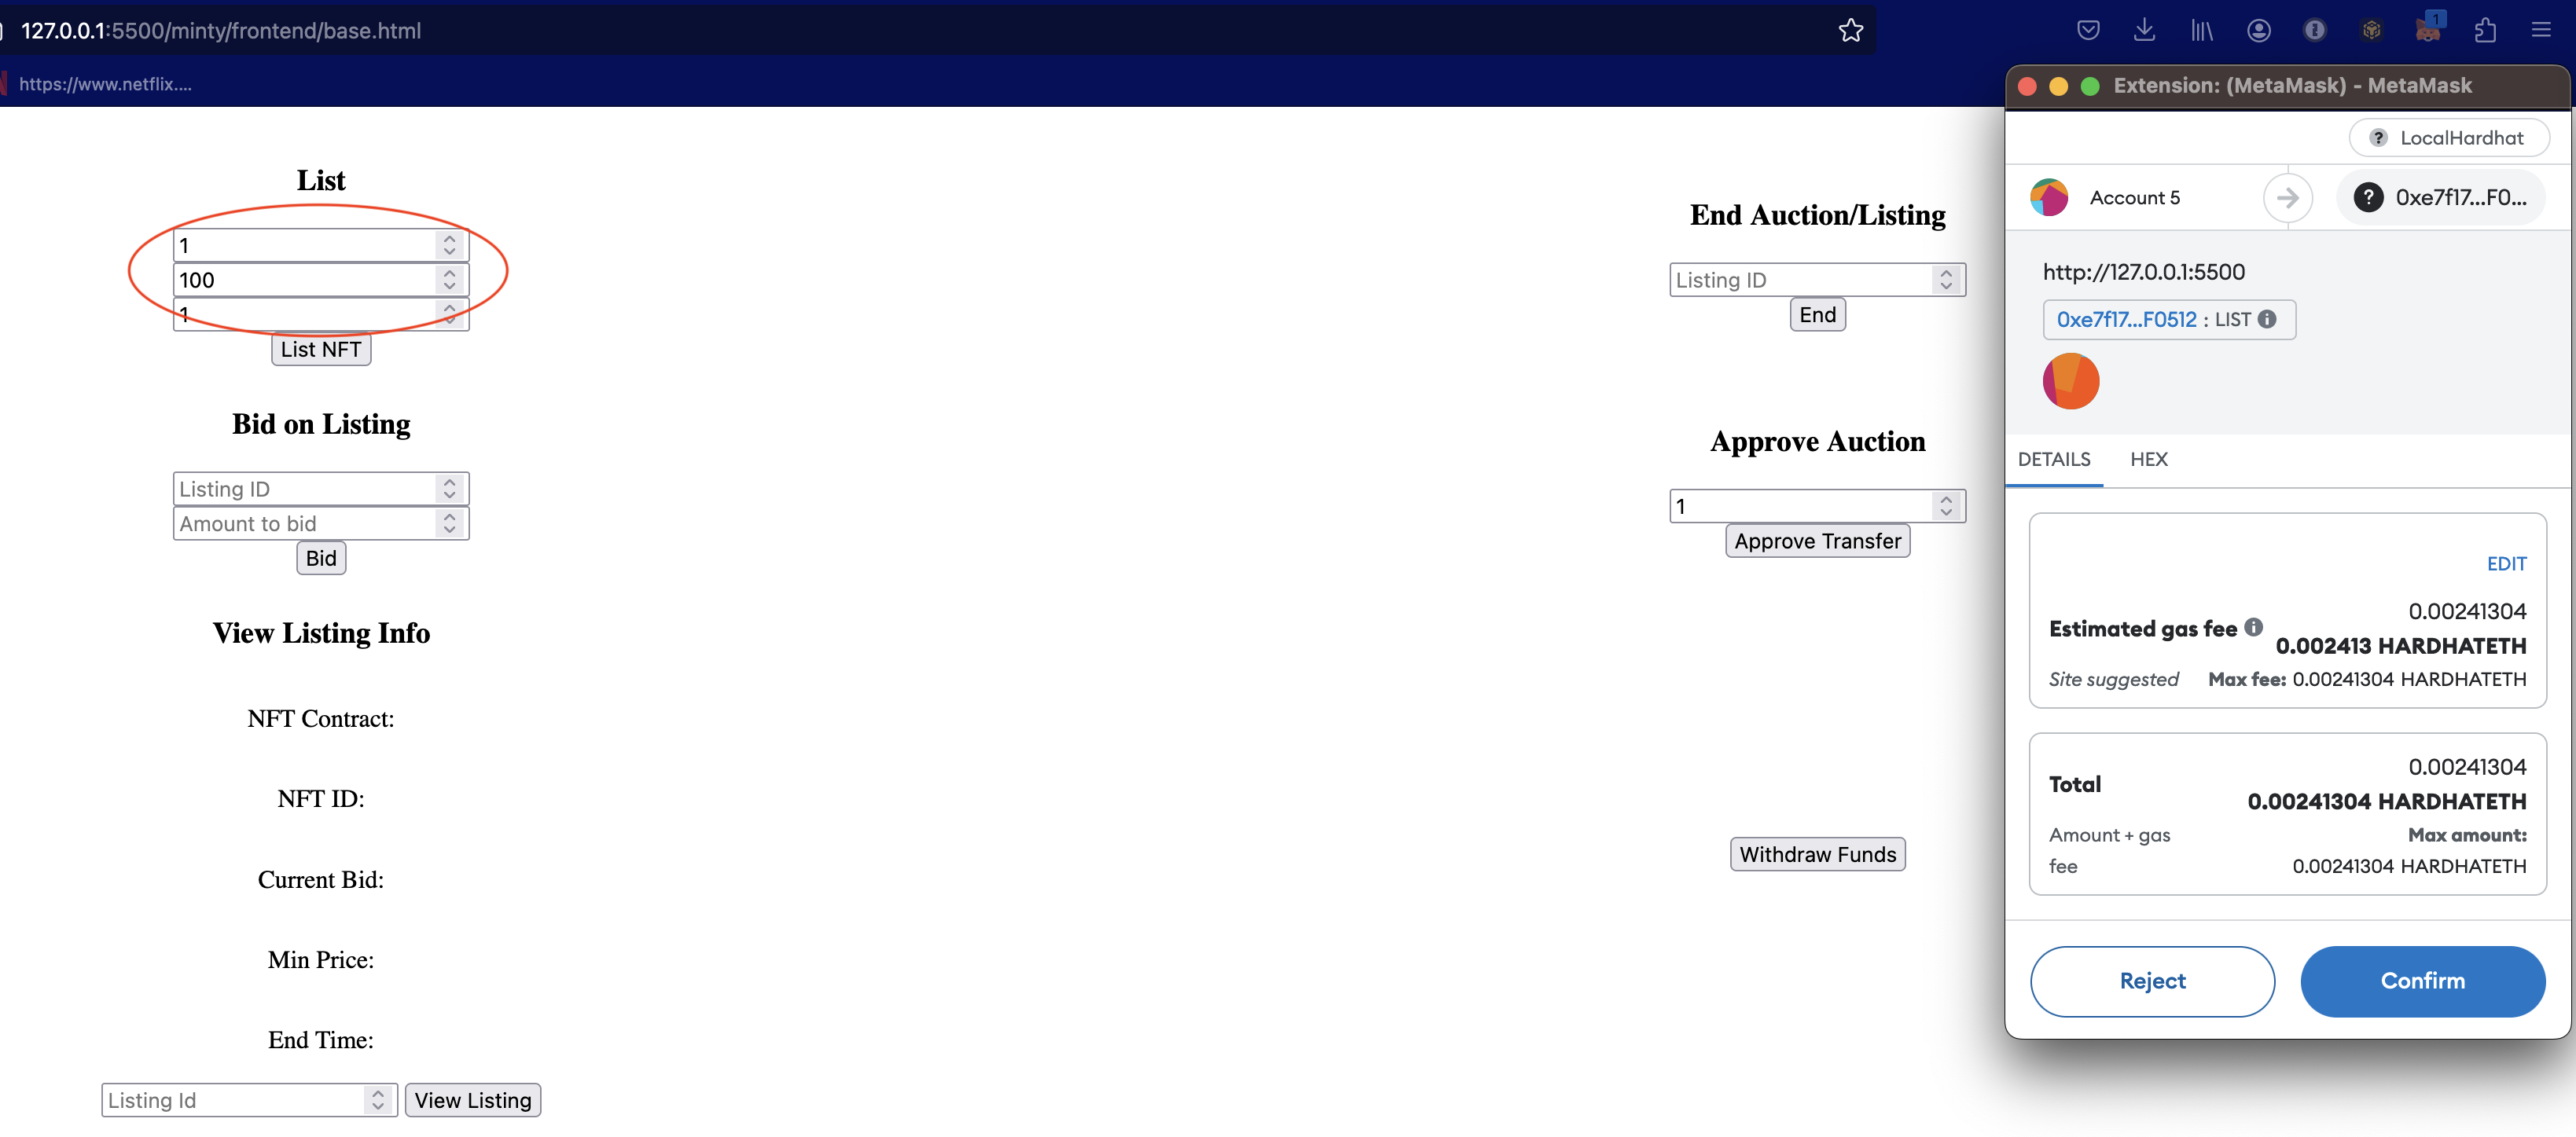 127.0.0.1:5500/minty/frontend/base.html
1
https://www.netflix....
List
1
100
1
List NFT
Bid on Listing
Listing ID
Amount to bid
Bid
View Listing Info
NFT Contract:
NFT ID:
Current Bid:
Min Price:
End Time:
Listing Id
View Listing
End Auction/Listing
Listing ID
End
Approve Auction
1
Approve Transfer
Withdraw Funds
Extension: (MetaMask) - MetaMask
? LocalHardhat
Account 5
? 0xe7f17...F0...
http://127.0.0.1:5500
0xe7f17...F0512 : LIST
DETAILS HEX
EDIT
0.00241304
Estimated gas fee
0.002413 HARDHATETH
Site suggested Max fee: 0.00241304 HARDHATETH
0.00241304
Total
0.00241304 HARDHATETH
Amount + gas fee
Max amount:
0.00241304 HARDHATETH
Reject
Confirm